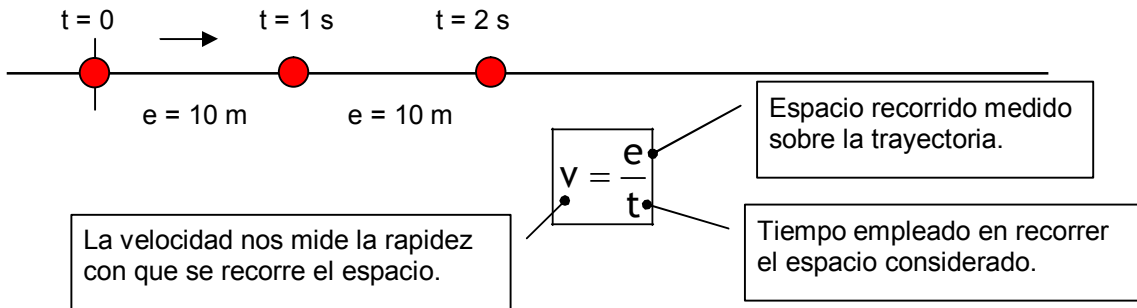 t = 0 t = 1 s t = 2 s
e = 10 m e = 10 m
Espacio recorrido medido
sobre la trayectoria.
v = e/t
La velocidad nos mide la rapidez
con que se recorre el espacio.
Tiempo empleado en recorrer
el espacio considerado.